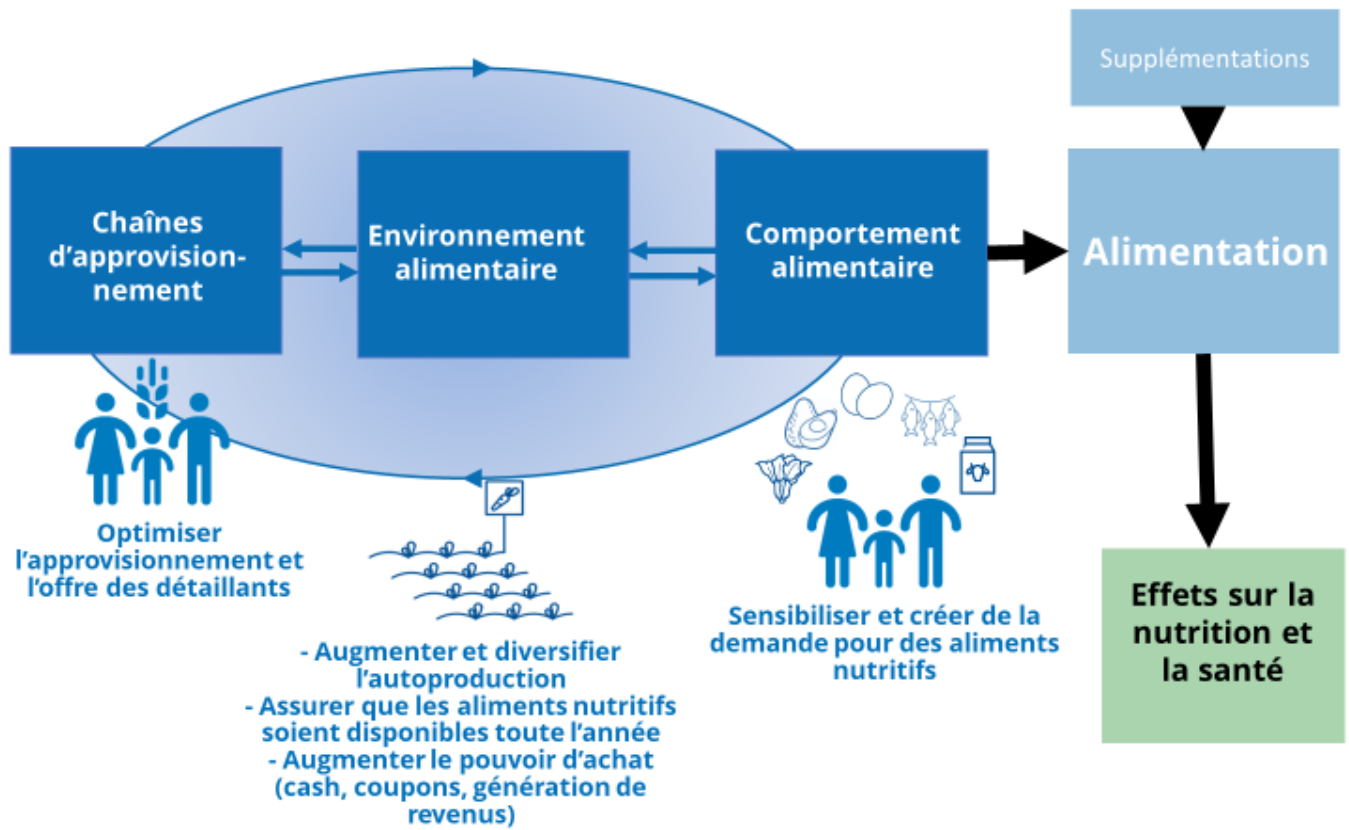 Supplémentations
Chaînes
d’approvision-
nement
Environnement
alimentaire
Comportement
alimentaire
Alimentation
Optimiser
l’approvisionnement et
l’offre des détaillants
- Augmenter et diversifier
l’autoproduction
- Assurer que les aliments nutritifs
soient disponibles toute l’année
- Augmenter le pouvoir d’achat
(cash, coupons, génération de
revenus)
Sensibiliser et créer de la
demande pour des aliments
nutritifs
Effets sur la
nutrition et
la santé